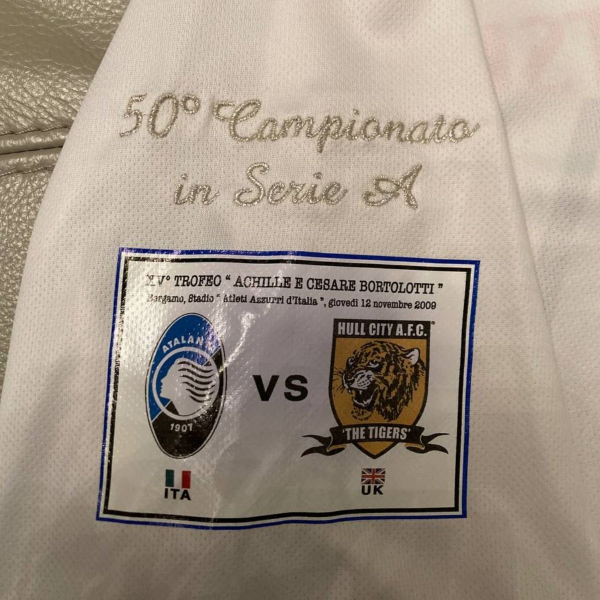 50° Campionato
in Serie A
XV° TROFEO “ ACHILLE E CESARE BORTOLOTTI ”
Bergamo, Stadio “ Atleti Azzurri d'Italia ”, giovedì 12 novembre 2009
ATALANTA
1907
VS
HULL CITY A.F.C.
'THE TIGERS'
ITA
UK